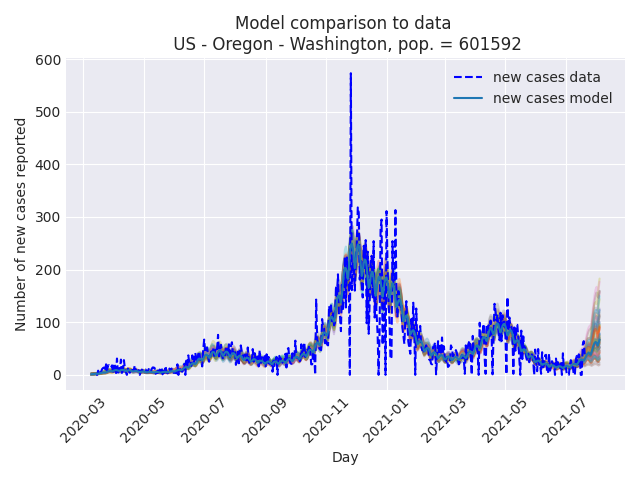 Model comparison to data
US - Oregon - Washington, pop. = 601592
new cases data
new cases model
Number of new cases reported
600
500
400
300
200
100
0
2020-03
2020-05
2020-07
2020-09
2020-11
2021-01
2021-03
2021-05
2021-07
Day